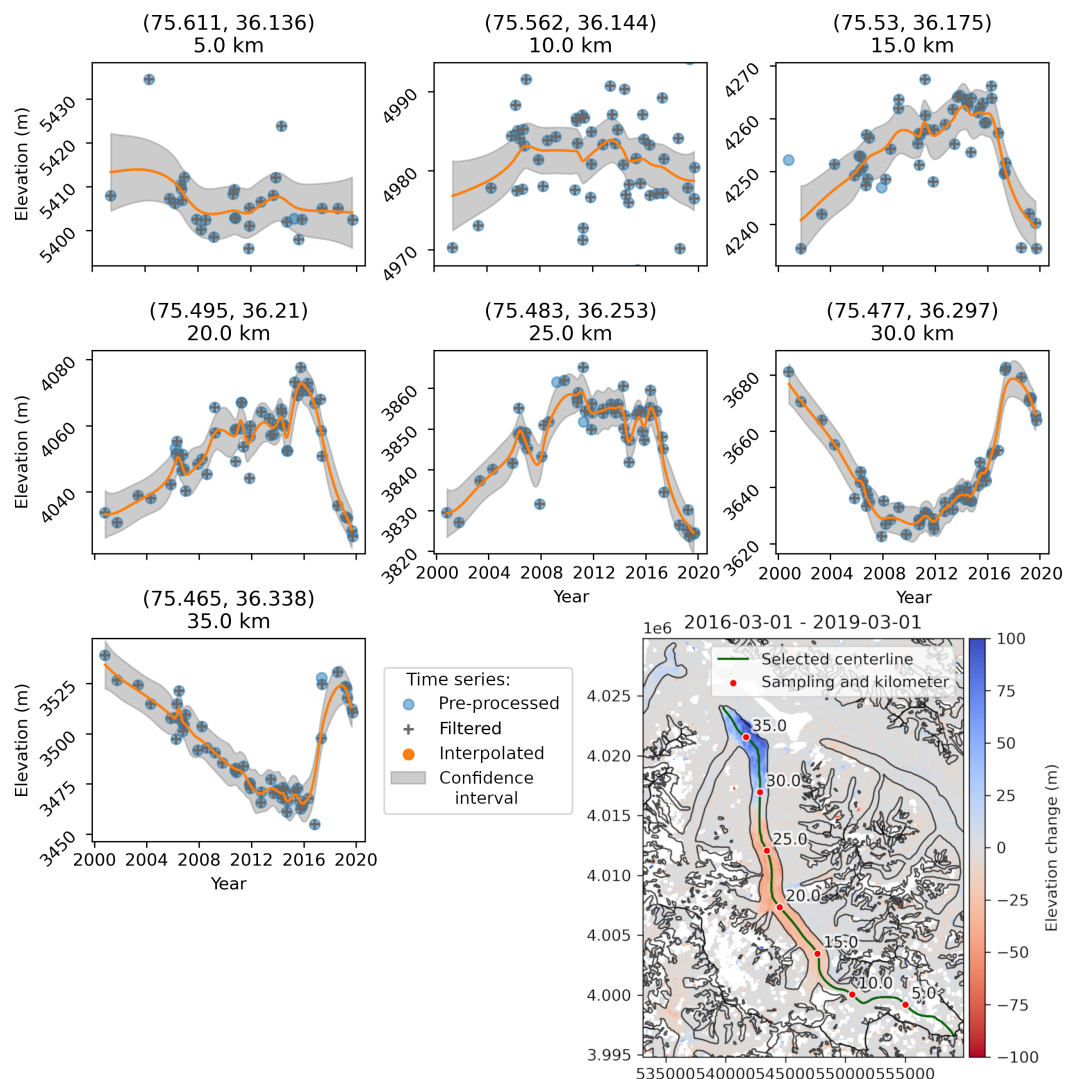 (75.611, 36.136)
5.0 km
(75.562, 36.144)
10.0 km
(75.53, 36.175)
15.0 km
Elevation (m)
5430
5420
5410
5400
4990
4980
4970
4270
4260
4250
4240
(75.495, 36.21)
20.0 km
(75.483, 36.253)
25.0 km
(75.477, 36.297)
30.0 km
Elevation (m)
4080
4060
4040
3860
3850
3840
3830
3820
3680
3660
3640
3620
2000 2004 2008 2012 2016 2020
Year
2000 2004 2008 2012 2016 2020
Year
(75.465, 36.338)
35.0 km
Elevation (m)
3525
3500
3475
3450
2000 2004 2008 2012 2016 2020
Year
Time series:
Pre-processed
Filtered
Interpolated
Confidence
interval
1e6 2016-03-01 - 2019-03-01
Selected centerline
Sampling and kilometer
4.025
4.020
4.015
4.010
4.005
4.000
3.995
35.0
30.0
25.0
20.0
15.0
10.0
5.0
535000 540000 545000 550000 555000
100
75
50
25
0
−25
−50
−75
−100
Elevation change (m)